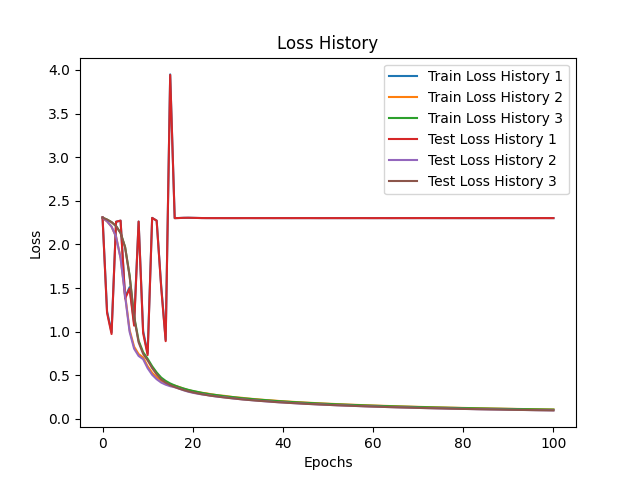 Loss History
4.0
3.5
3.0
2.5
2.0
1.5
1.0
0.5
0.0
Loss
Train Loss History 1
Train Loss History 2
Train Loss History 3
Test Loss History 1
Test Loss History 2
Test Loss History 3
0 20 40 60 80 100
Epochs